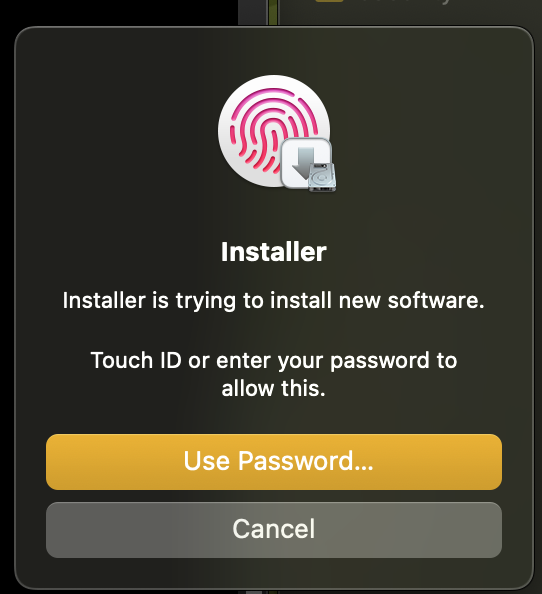 Installer
Installer is trying to install new software.
Touch ID or enter your password to
allow this.
Use Password...
Cancel